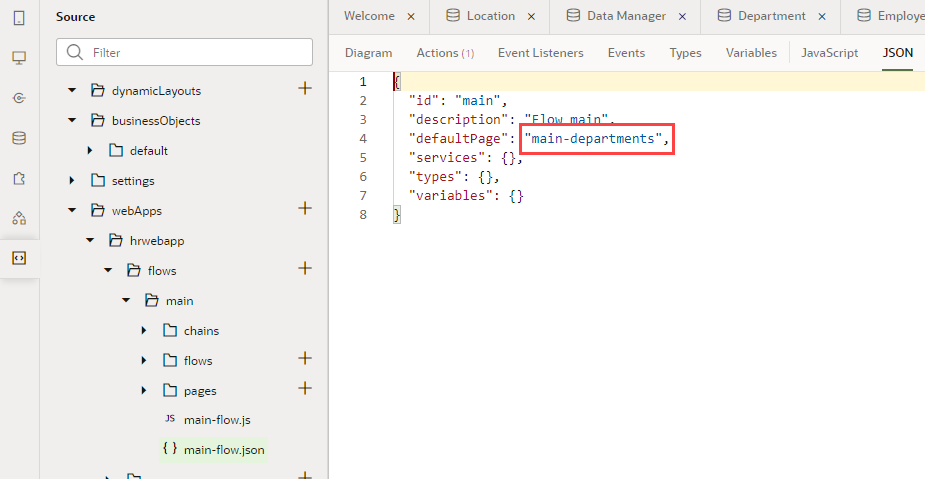 Source
Filter
dynamicLayouts
businessObjects
default
settings
webApps
hrwebapp
flows
main
chains
flows
pages
JS main-flow.js
{ } main-flow.json
Welcome × Location × Data Manager × Department × Employe
Diagram Actions (1) Event Listeners Events Types Variables JavaScript JSON
1 {
2 "id": "main",
3 "description": "Flow main",
4 "defaultPage": "main-departments",
5 "services": {},
6 "types": {},
7 "variables": {}
8 }